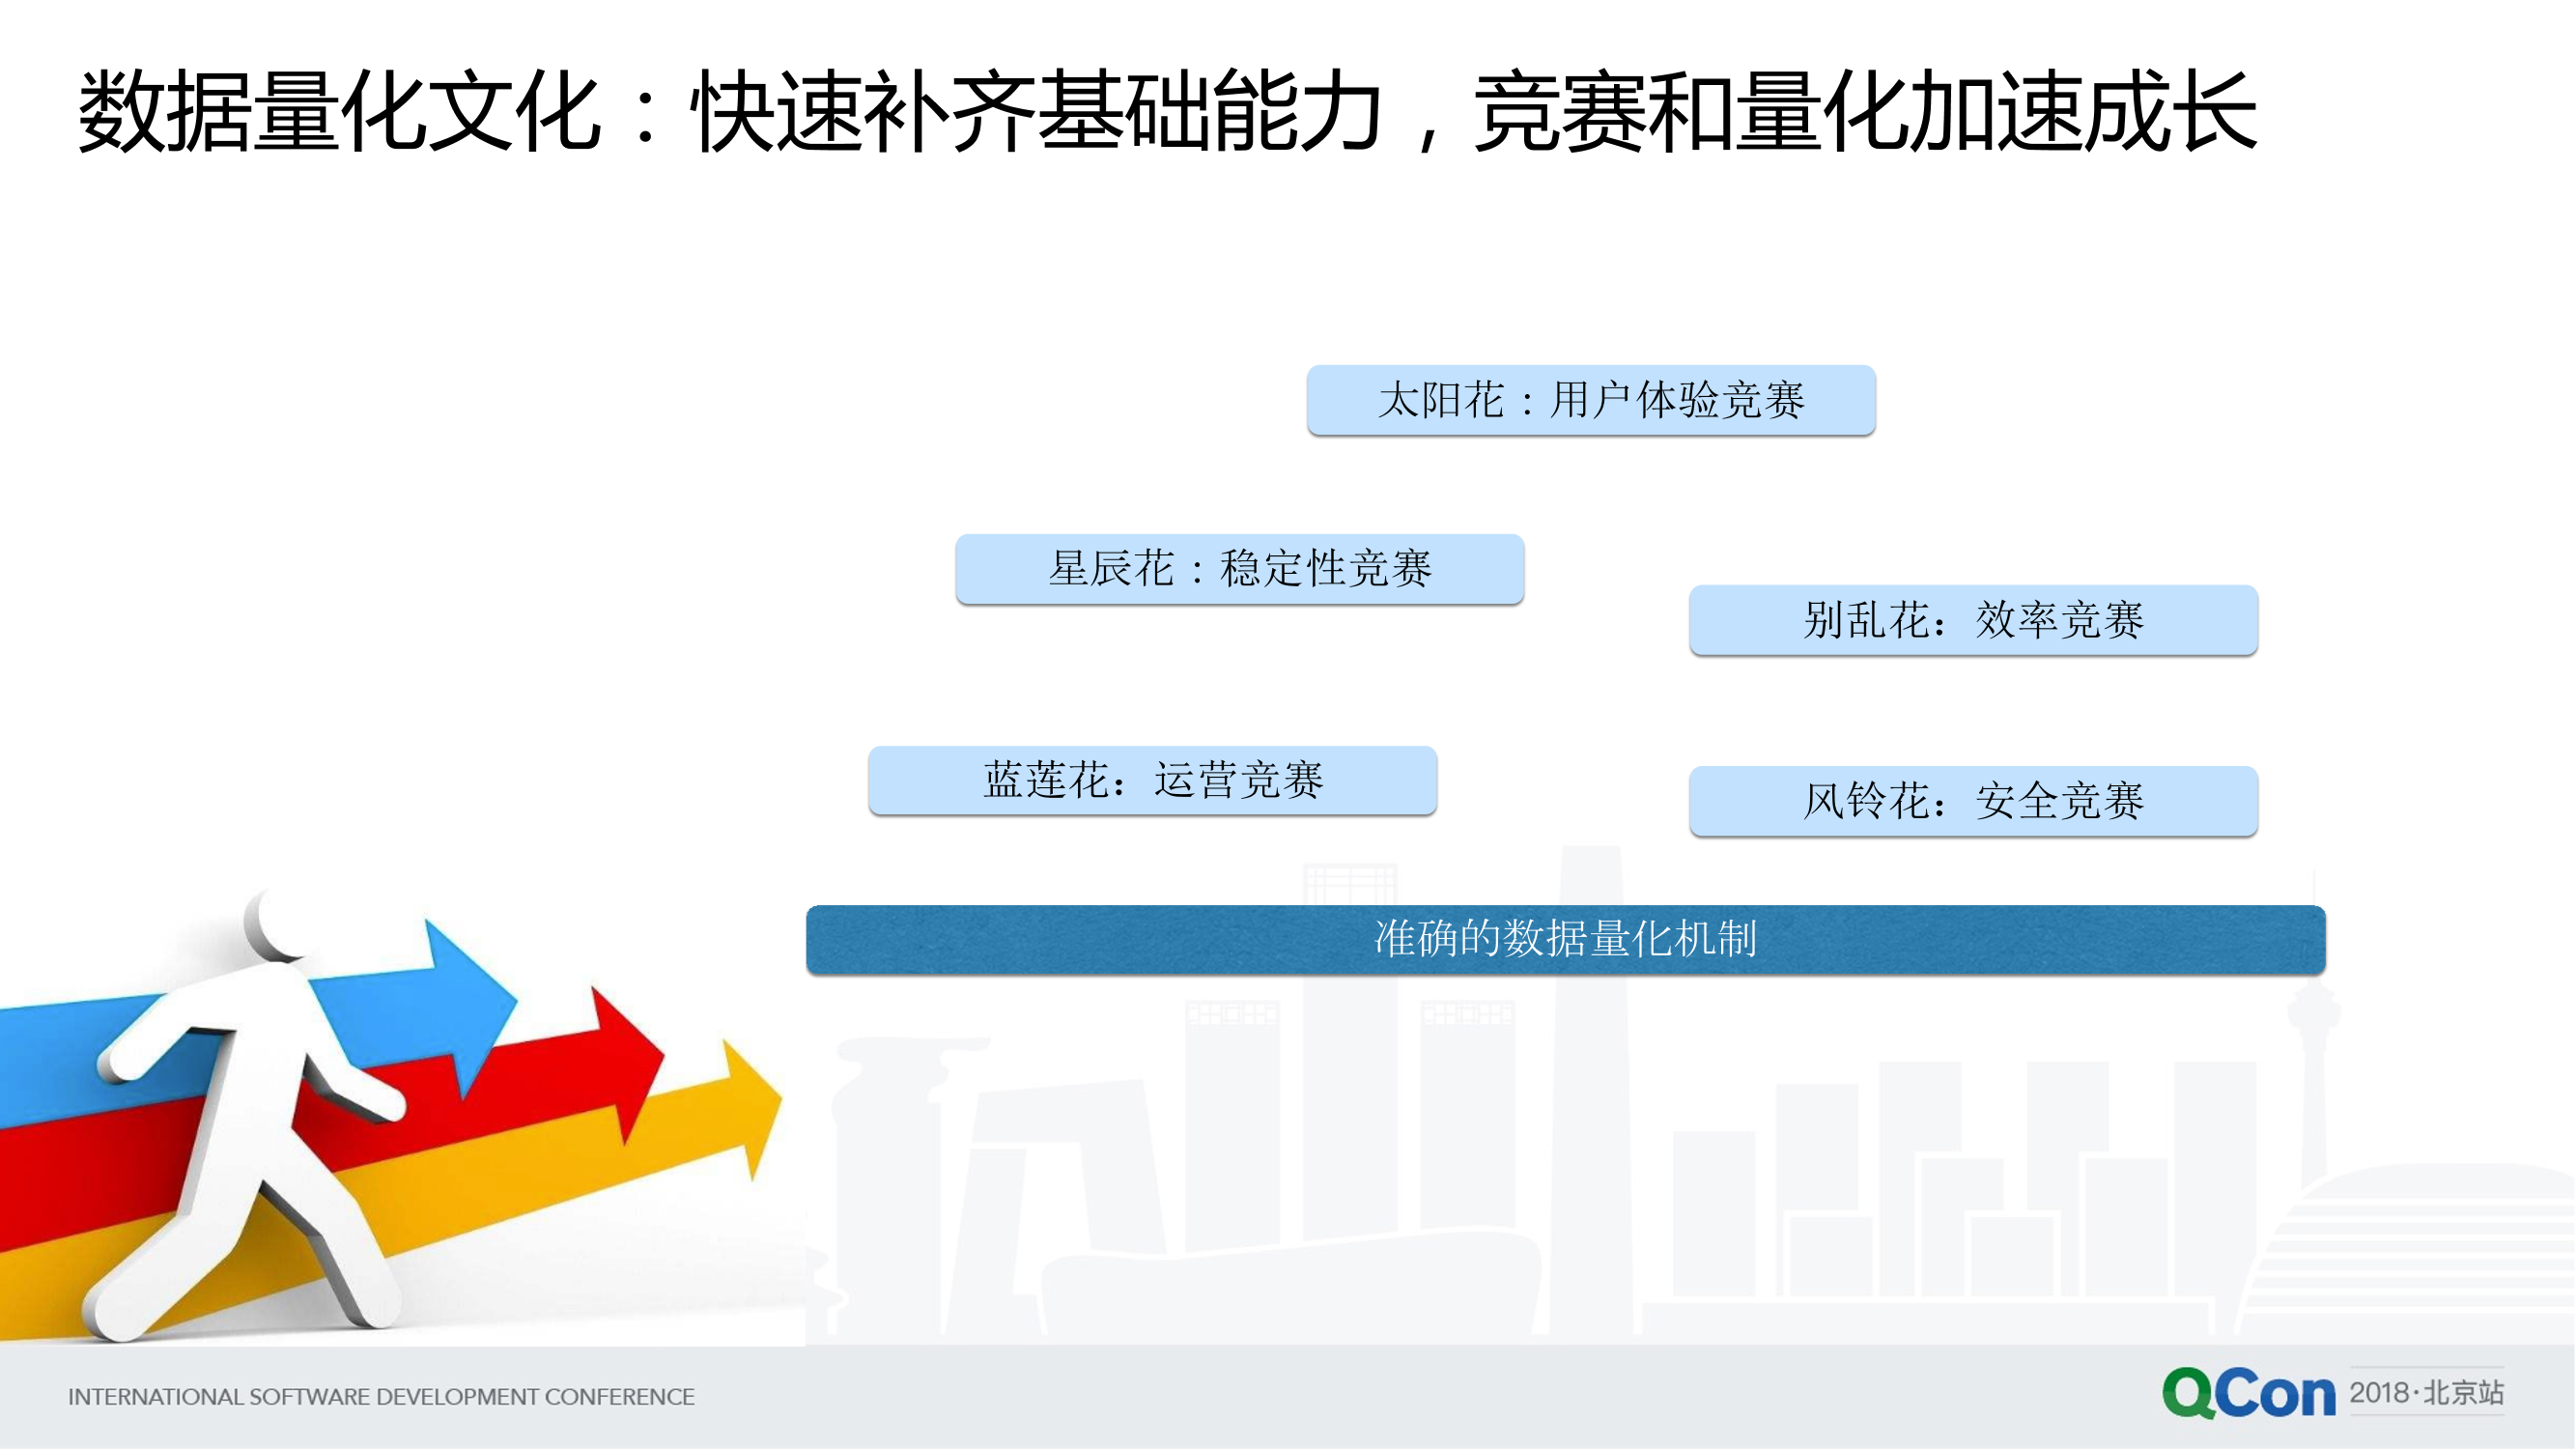 数据量化文化：快速补齐基础能力，竞赛和量化加速成长
太阳花：用户体验竞赛
星辰花：稳定性竞赛
别乱花：效率竞赛
蓝莲花：运营竞赛
风铃花：安全竞赛
准确的数据量化机制
INTERNATIONAL SOFTWARE DEVELOPMENT CONFERENCE
QCon 2018·北京站